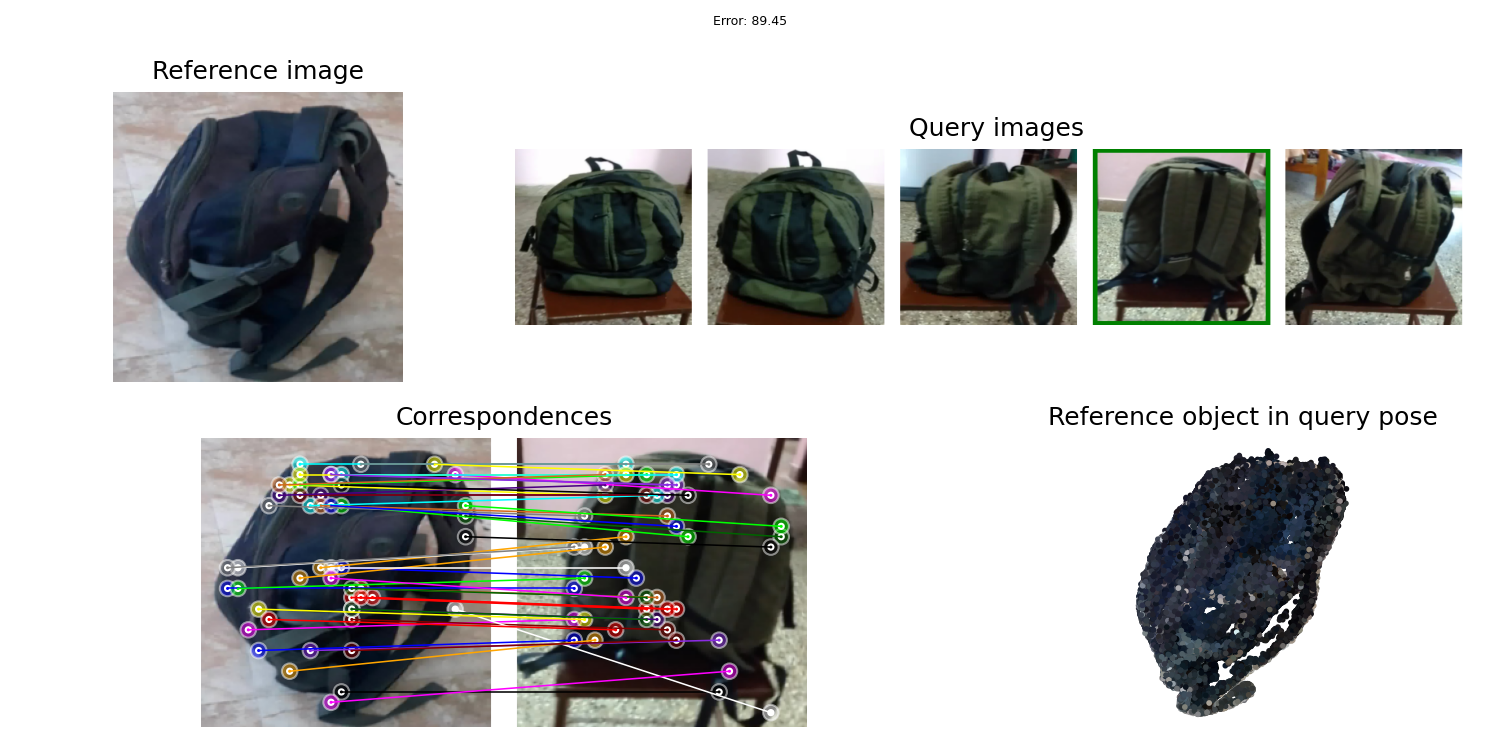 Error: 89.45
Reference image
Query images
Correspondences
Reference object in query pose